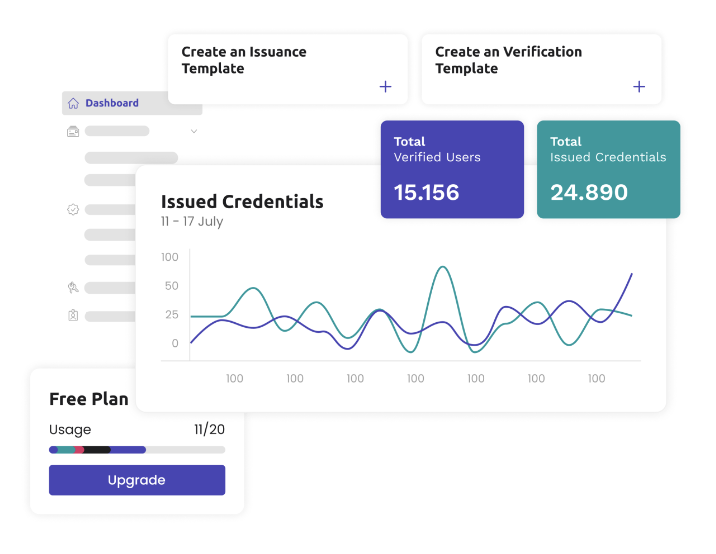 Create an Issuance
Template
Create an Verification
Template
Dashboard
Total
Verified Users
15.156
Total
Issued Credentials
24.890
Issued Credentials
11 - 17 July
100
50
25
0
100 100 100 100 100 100 100
Free Plan
Usage 11/20
Upgrade